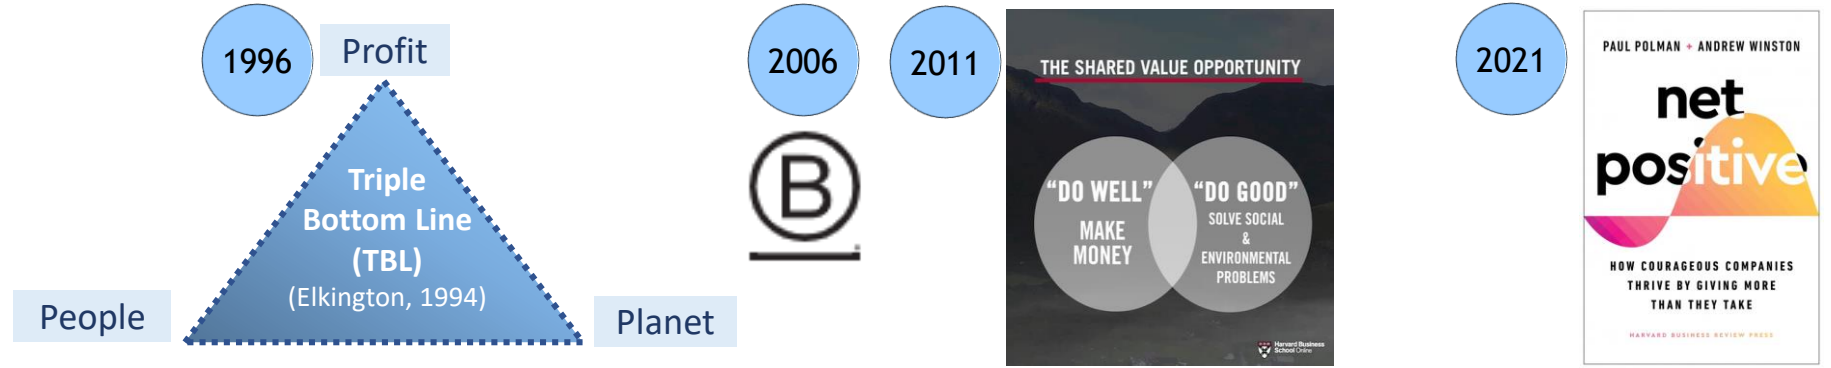 1996
Profit
Triple
Bottom Line
(TBL)
(Elkington, 1994)
People
Planet
2006
B
2011
THE SHARED VALUE OPPORTUNITY
“DO WELL”
MAKE
MONEY
“DO GOOD”
SOLVE SOCIAL
&
ENVIRONMENTAL
PROBLEMS
Harvard Business
School Online
2021
PAUL POLMAN + ANDREW WINSTON
net
positive
HOW COURAGEOUS COMPANIES
THRIVE BY GIVING MORE
THAN THEY TAKE
HARVARD BUSINESS REVIEW PRESS